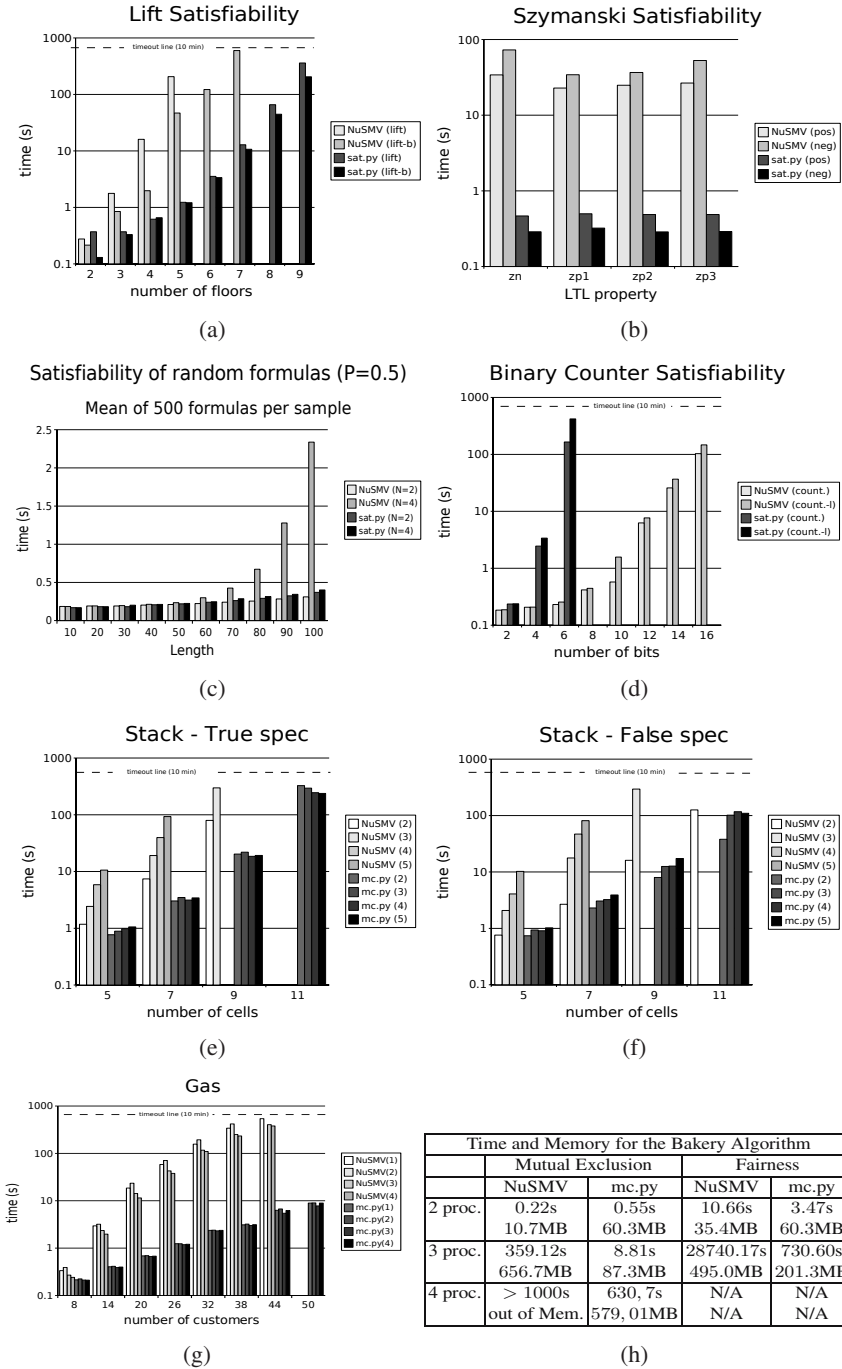 Lift Satisfiability
1000
timeout line (10 min)
100
10
1
0.1
time (s)
2 3 4 5 6 7 8 9
number of floors
NuSMV (lift)
NuSMV (lift-b)
sat.py (lift)
sat.py (lift-b)
(a)
Szymanski Satisfiability
100
10
1
0.1
time (s)
zn zp1 zp2 zp3
LTL property
NuSMV (pos)
NuSMV (neg)
sat.py (pos)
sat.py (neg)
(b)
Satisfiability of random formulas (P=0.5)
Mean of 500 formulas per sample
2.5
2
1.5
1
0.5
0
time (s)
10 20 30 40 50 60 70 80 90 100
Length
NuSMV (N=2)
NuSMV (N=4)
sat.py (N=2)
sat.py (N=4)
(c)
Binary Counter Satisfiability
1000
timeout line (10 min)
100
10
1
0.1
time (s)
2 4 6 8 10 12 14 16
number of bits
NuSMV (count.)
NuSMV (count.-l)
sat.py (count.)
sat.py (count.-l)
(d)
Stack - True spec
1000
timeout line (10 min)
100
10
1
0.1
time (s)
5 7 9 11
number of cells
NuSMV (2)
NuSMV (3)
NuSMV (4)
NuSMV (5)
mc.py (2)
mc.py (3)
mc.py (4)
mc.py (5)
(e)
Stack - False spec
1000
timeout line (10 min)
100
10
1
0.1
time (s)
5 7 9 11
number of cells
NuSMV (2)
NuSMV (3)
NuSMV (4)
NuSMV (5)
mc.py (2)
mc.py (3)
mc.py (4)
mc.py (5)
(f)
Gas
1000
timeout line (10 min)
100
10
1
0.1
time (s)
8 14 20 26 32 38 44 50
number of customers
NuSMV(1)
NuSMV(2)
NuSMV(3)
NuSMV(4)
mc.py(1)
mc.py(2)
mc.py(3)
mc.py(4)
(g)
Time and Memory for the Bakery Algorithm
Mutual Exclusion Fairness
NuSMV mc.py NuSMV mc.py
2 proc. 0.22s 0.55s 10.66s 3.47s
10.7MB 60.3MB 35.4MB 60.3MB
3 proc. 359.12s 8.81s 28740.17s 730.60s
656.7MB 87.3MB 495.0MB 201.3MB
4 proc. > 1000s 630, 7s N/A N/A
out of Mem. 579, 01MB N/A N/A
(h)